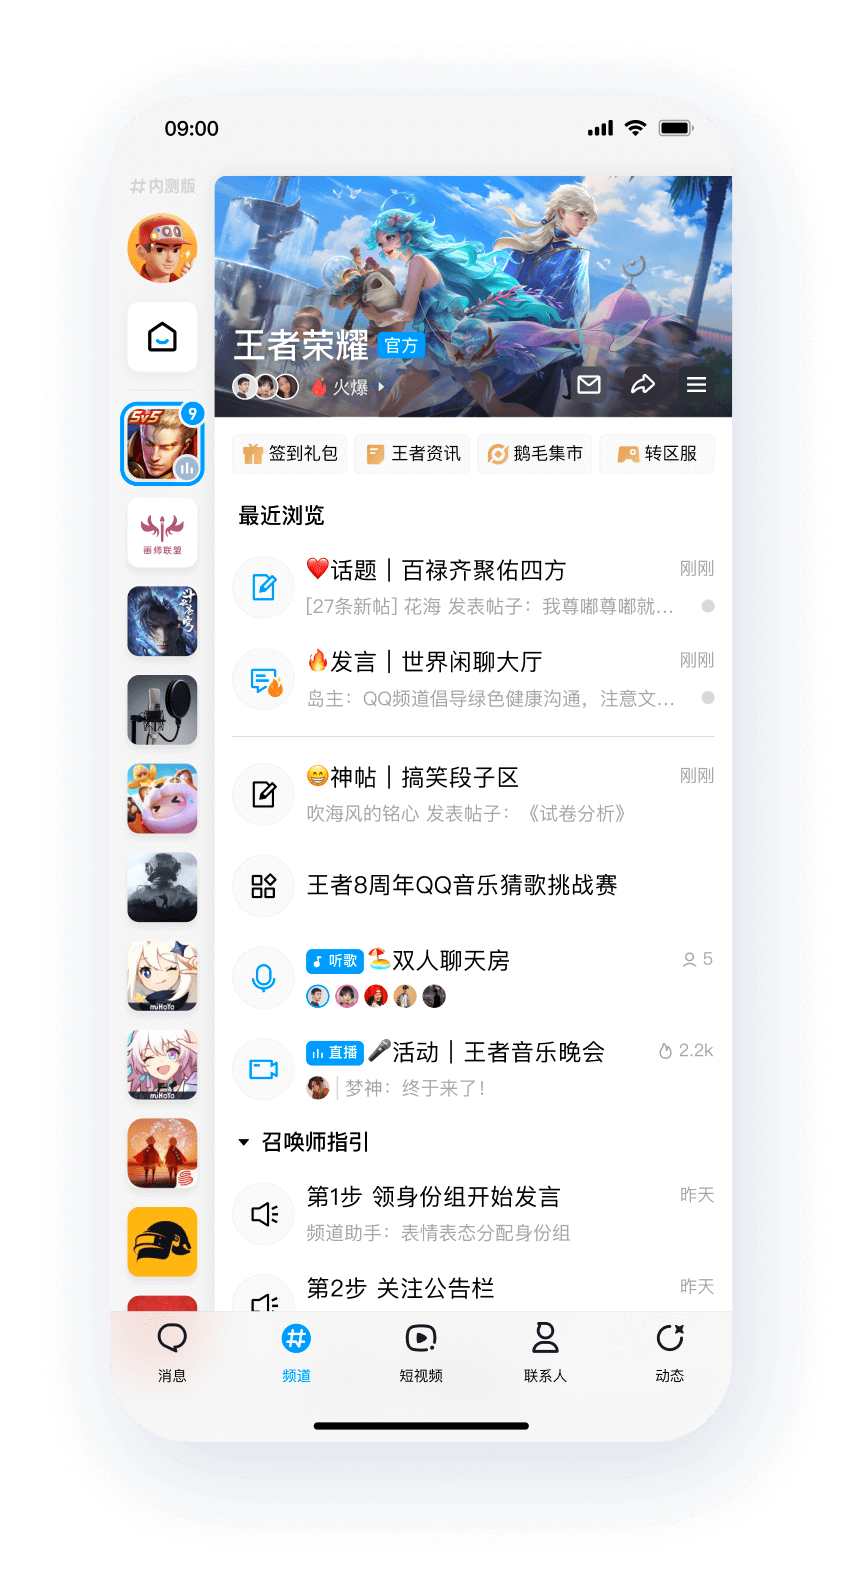 09:00
#内测版
王者荣耀 官方
火爆
5v5 9
签到礼包 王者资讯 鹅毛集市 转区服
最近浏览
画师联盟
❤️话题｜百禄齐聚佑四方 刚刚
[27条新帖] 花海 发表帖子：我尊嘟尊嘟就...
🔥发言｜世界闲聊大厅 刚刚
岛主：QQ频道倡导绿色健康沟通，注意文...
😁神帖｜搞笑段子区 刚刚
吹海风的铭心 发表帖子：《试卷分析》
王者8周年QQ音乐猜歌挑战赛
听歌 🏖️双人聊天房 5
miHoYo
直播 🎤活动｜王者音乐晚会 2.2k
梦神：终于来了！
miHoYo
召唤师指引
第1步 领身份组开始发言 昨天
频道助手：表情表态分配身份组
第2步 关注公告栏 昨天
消息 频道 短视频 联系人 动态